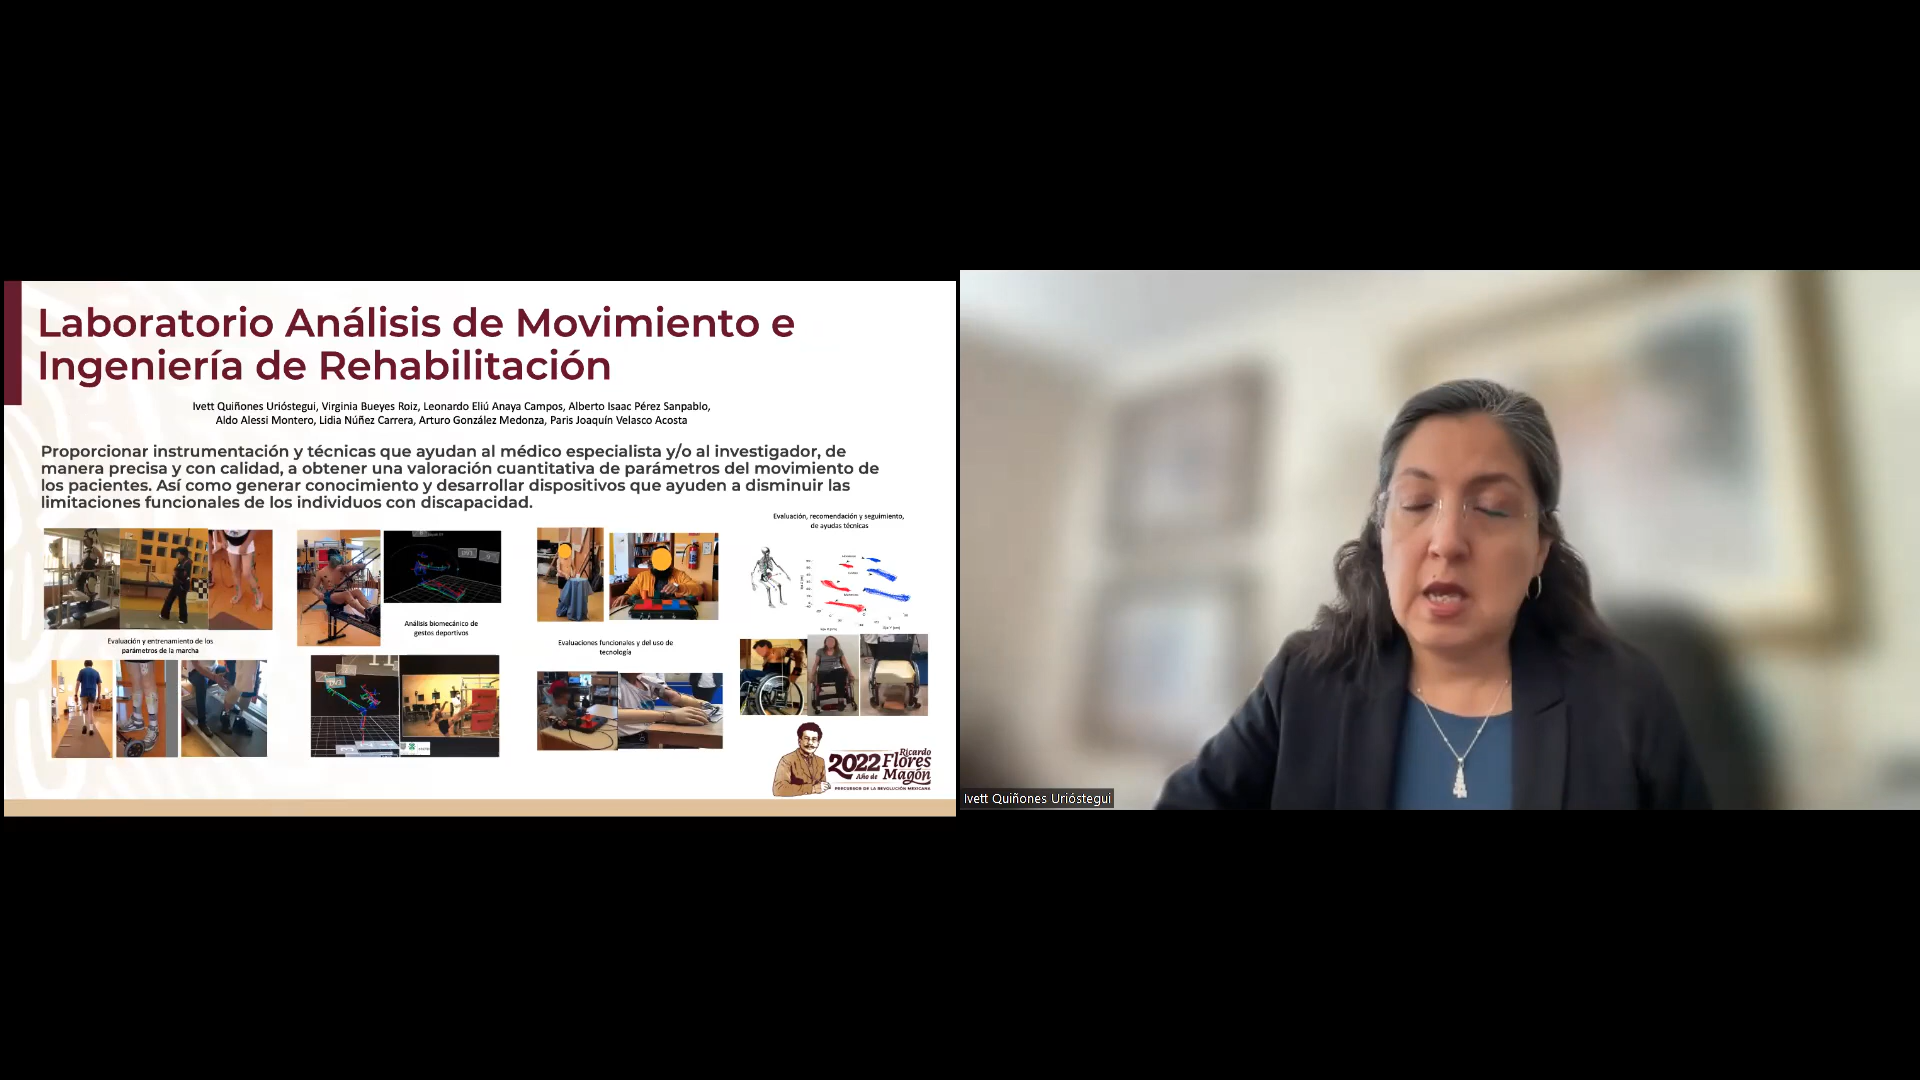 Laboratorio Análisis de Movimiento e
Ingeniería de Rehabilitación
Ivett Quiñones Urióstegui, Virginia Bueyes Roiz, Leonardo Eliú Anaya Campos, Alberto Isaac Pérez Sanpablo,
Aldo Alessi Montero, Lidia Núñez Carrera, Arturo González Medonza, Paris Joaquín Velasco Acosta
Proporcionar instrumentación y técnicas que ayudan al médico especialista y/o al investigador, de
manera precisa y con calidad, a obtener una valoración cuantitativa de parámetros del movimiento de
los pacientes. Así como generar conocimiento y desarrollar dispositivos que ayuden a disminuir las
limitaciones funcionales de los individuos con discapacidad.
Evaluación y entrenamiento de los
parámetros de la marcha
Análisis biomecánico de
gestos deportivos
Evaluaciones funcionales y del uso de
tecnología
Evaluación, recomendación y seguimiento,
de ayudas técnicas
2022 Ricardo
Año de Flores
Magón
PRECURSOR DE LA REVOLUCIÓN MEXICANA
Ivett Quiñones Urióstegui